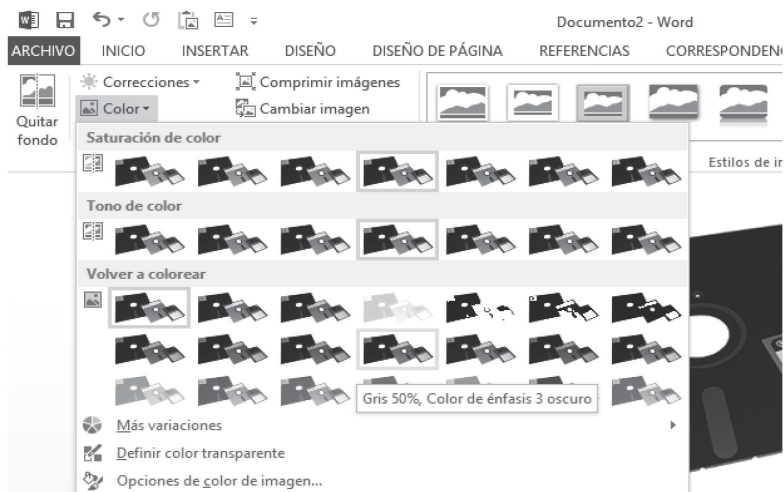 Documento2 - Word
ARCHIVO INICIO INSERTAR DISEÑO DISEÑO DE PÁGINA REFERENCIAS CORRESPONDEN
Quitar fondo
Correcciones
Color
Comprimir imágenes
Cambiar imagen
Estilos de i
Saturación de color
Tono de color
Volver a colorear
Gris 50%, Color de énfasis 3 oscuro
Más variaciones
Definir color transparente
Opciones de color de imagen...